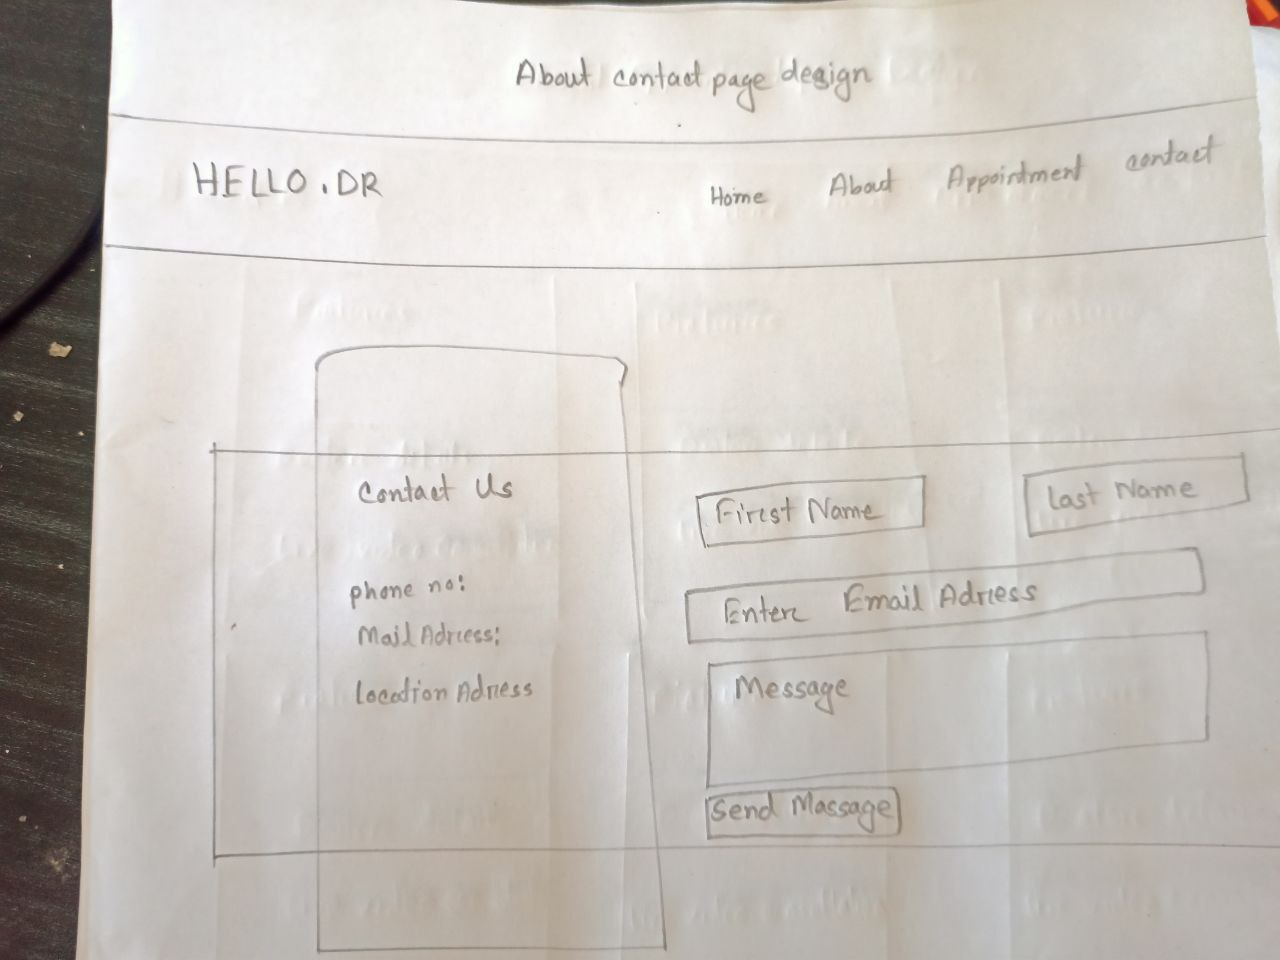 About contact page design
HELLO.DR Home About Appointment contact
Contact Us
First Name Last Name
phone no:
Enter Email Adress
Mail Adress:
Location Adress
Message
Send Massage